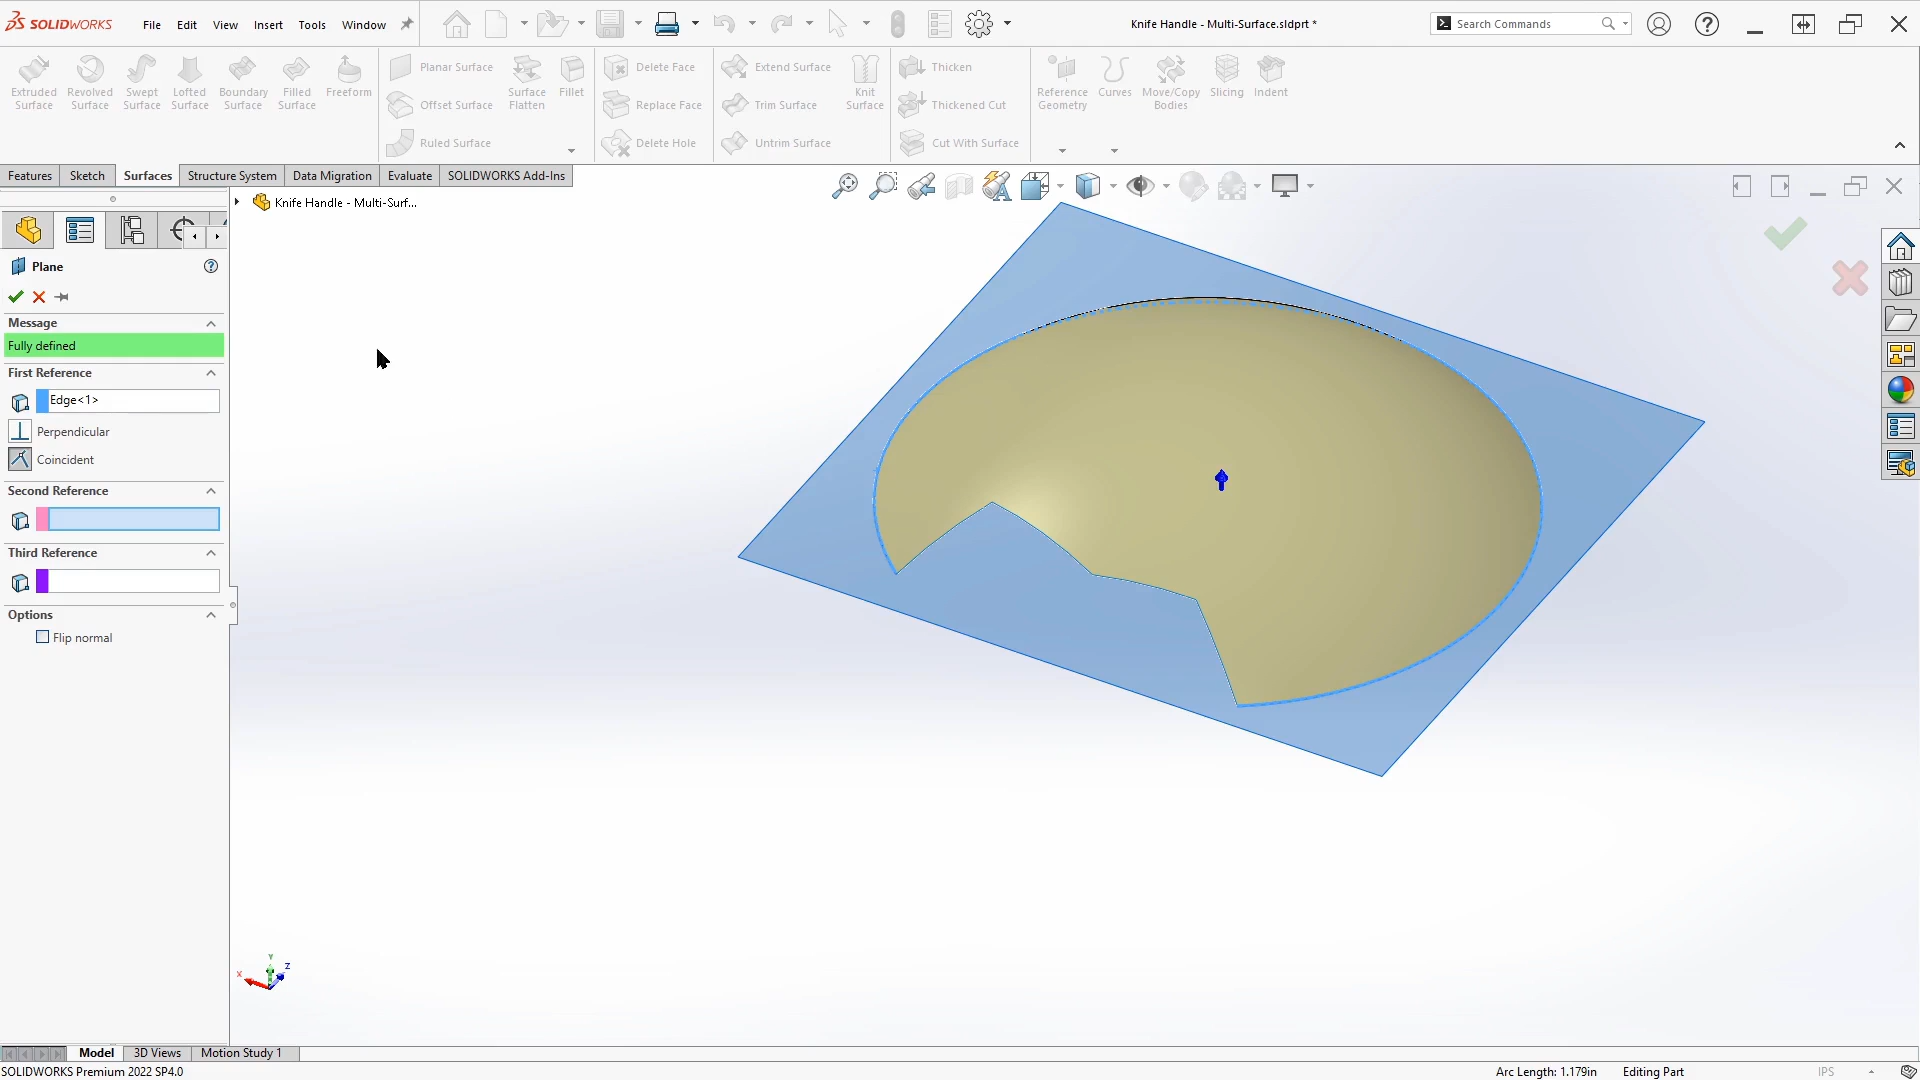 SOLIDWORKS File Edit View Insert Tools Window
Knife Handle - Multi-Surface.sldprt *
Search Commands
Extruded Surface
Revolved Surface
Swept Surface
Lofted Surface
Boundary Surface
Filled Surface
Freeform
Planar Surface
Offset Surface
Ruled Surface
Surface Flatten
Fillet
Delete Face
Replace Face
Delete Hole
Extend Surface
Trim Surface
Untrim Surface
Knit Surface
Thicken
Thickened Cut
Cut With Surface
Reference Geometry
Curves
Move/Copy Bodies
Slicing
Indent
Features Sketch Surfaces Structure System Data Migration Evaluate SOLIDWORKS Add-Ins
Knife Handle - Multi-Surf...
Plane
Message
Fully defined
First Reference
Edge<1>
Perpendicular
Coincident
Second Reference
Third Reference
Options
Flip normal
Y
X
Z
Model 3D Views Motion Study 1
SOLIDWORKS Premium 2022 SP4.0
Arc Length: 1.179in Editing Part IPS